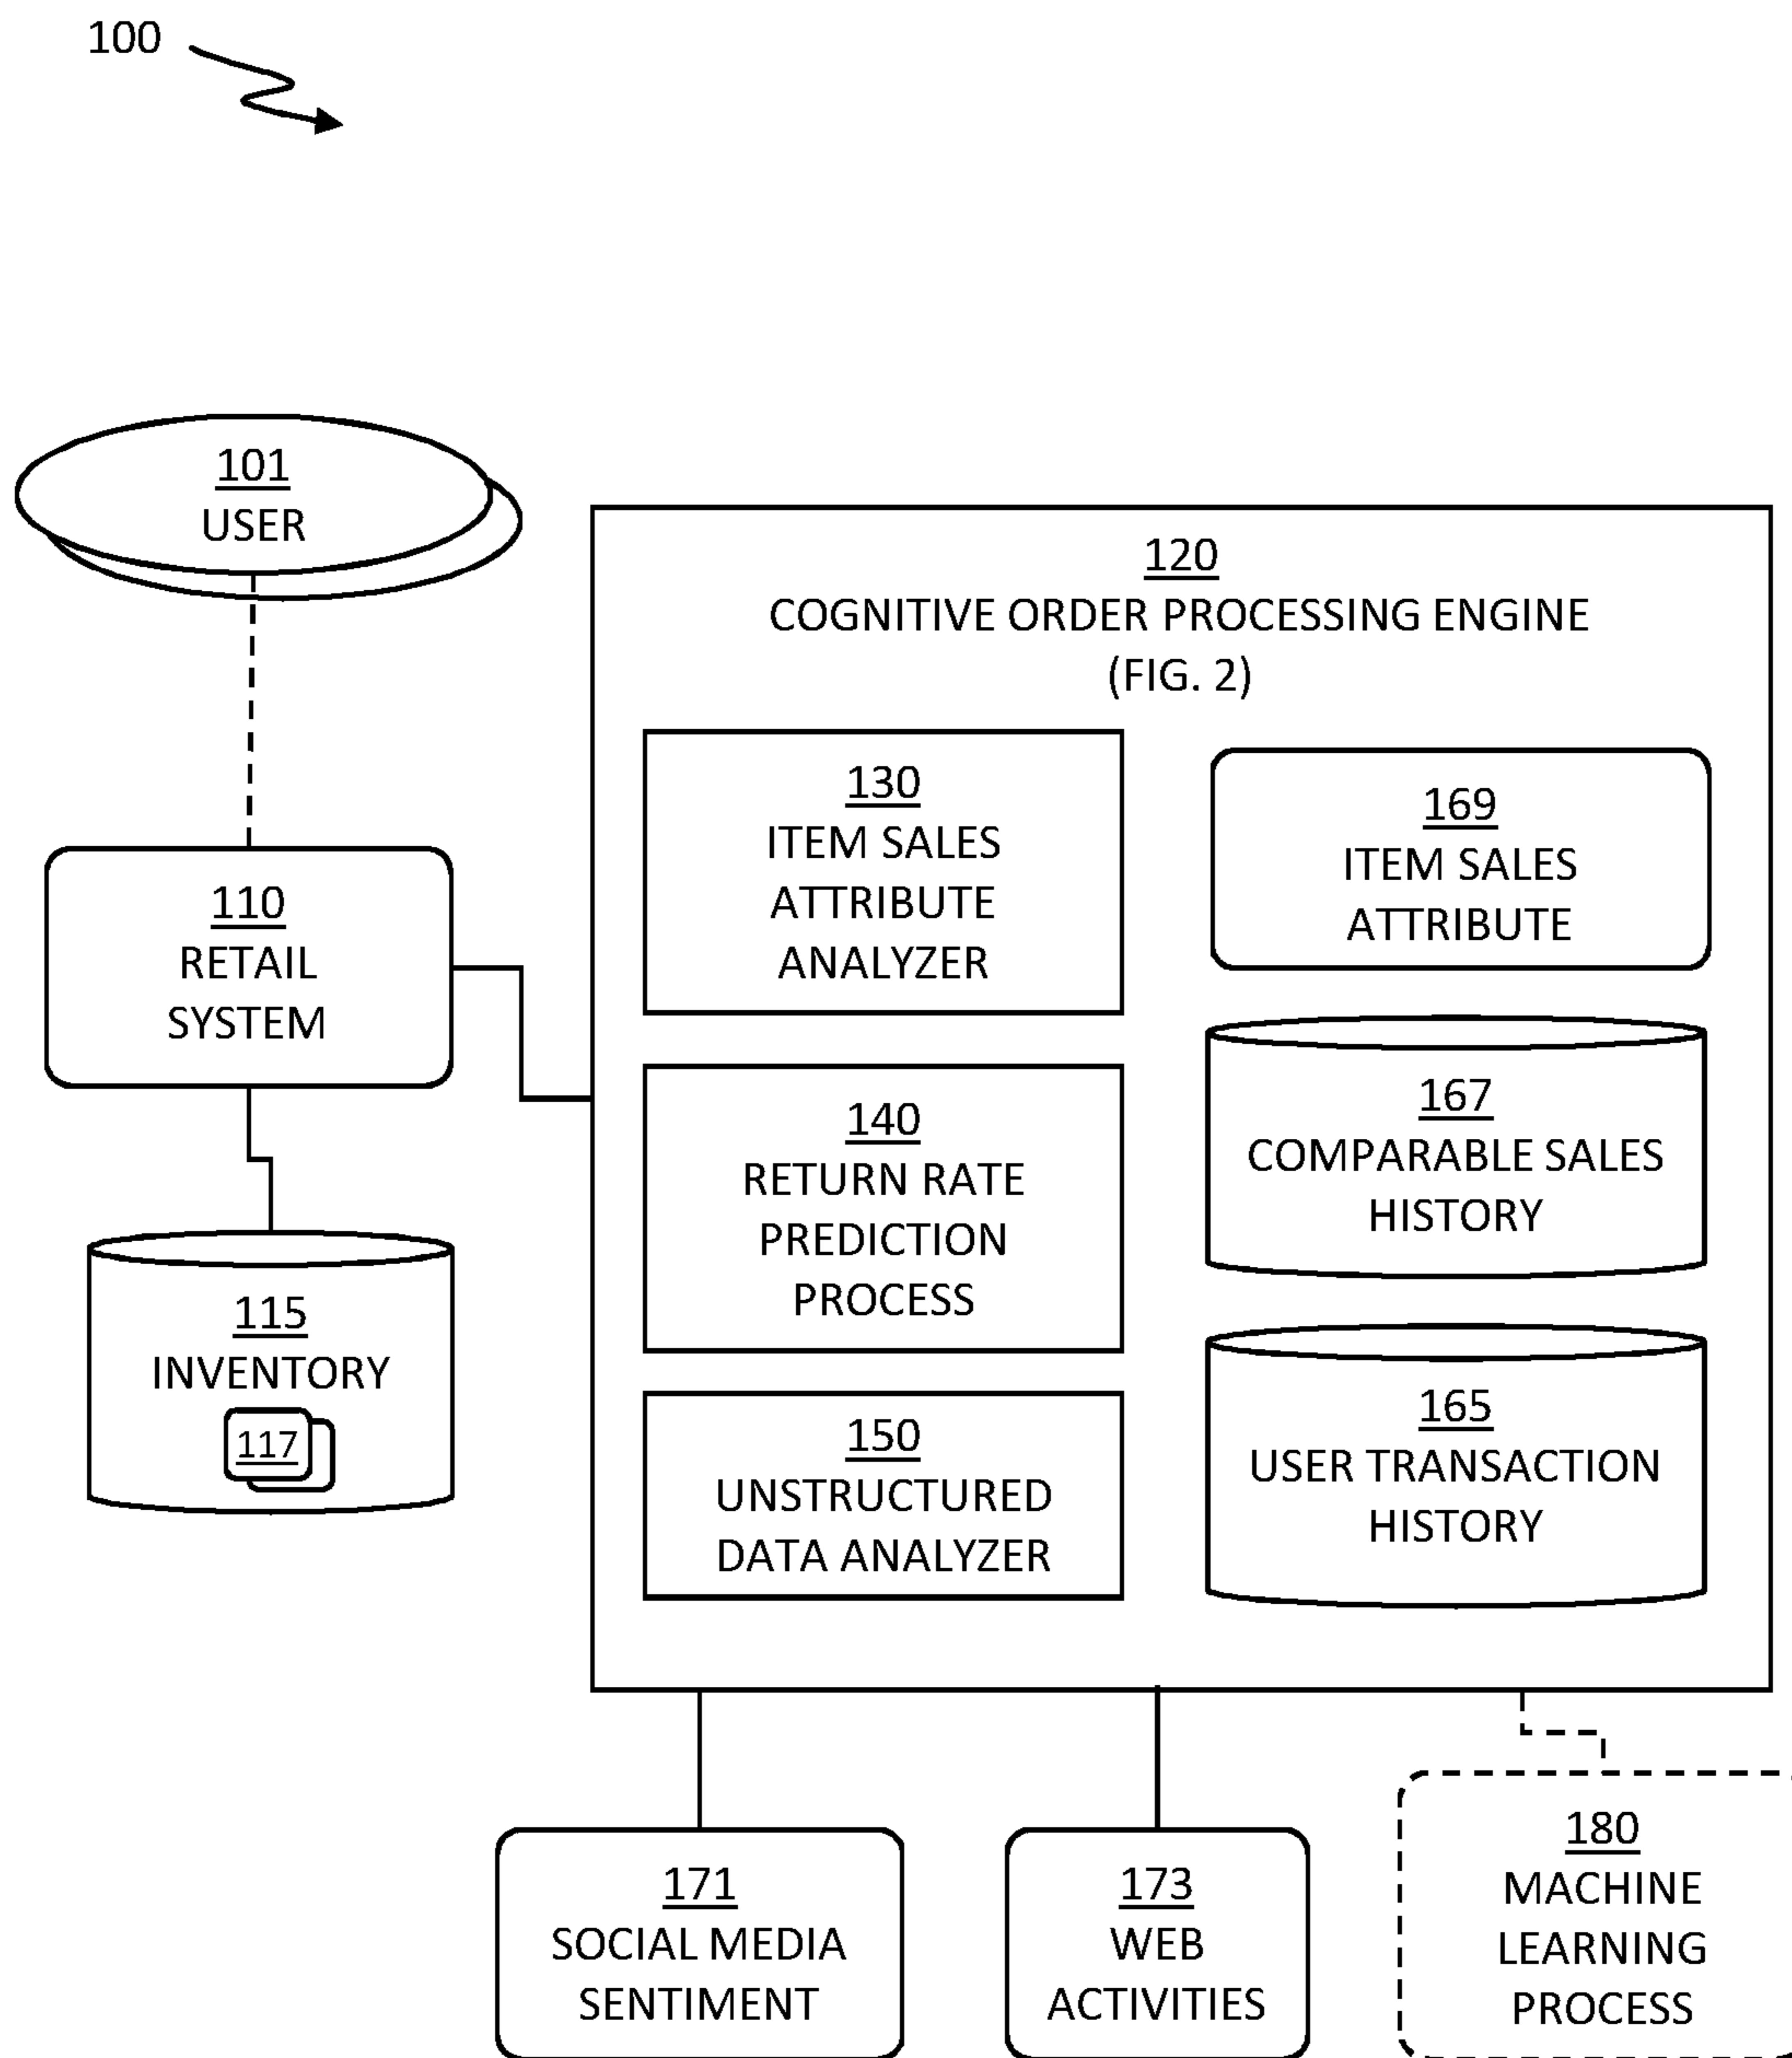 100
101
USER
120
COGNITIVE ORDER PROCESSING ENGINE
(FIG. 2)
130
ITEM SALES
ATTRIBUTE
ANALYZER
169
ITEM SALES
ATTRIBUTE
110
RETAIL
SYSTEM
140
RETURN RATE
PREDICTION
PROCESS
167
COMPARABLE SALES
HISTORY
115
INVENTORY
117
150
UNSTRUCTURED
DATA ANALYZER
165
USER TRANSACTION
HISTORY
171
SOCIAL MEDIA
SENTIMENT
173
WEB
ACTIVITIES
180
MACHINE
LEARNING
PROCESS